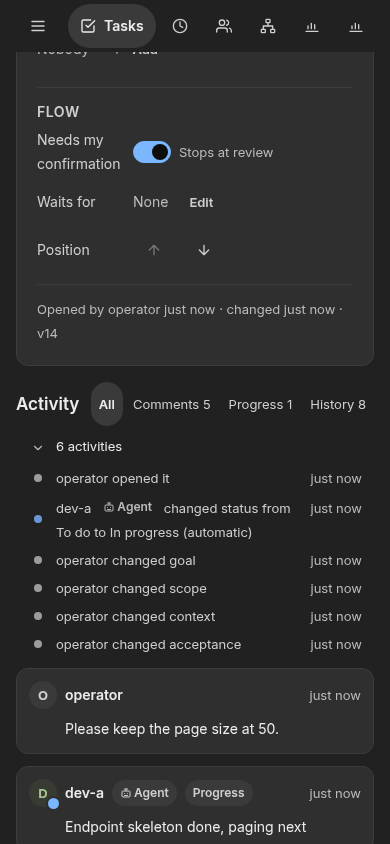 Tasks
FLOW
Needs my
confirmation
Stops at review
Waits for
None
Edit
Position
Opened by operator just now · changed just now ·
v14
Activity
All
Comments 5
Progress 1
History 8
6 activities
operator opened it
just now
dev-a Agent changed status from
just now
To do to In progress (automatic)
operator changed goal
just now
operator changed scope
just now
operator changed context
just now
operator changed acceptance
just now
O operator
just now
Please keep the page size at 50.
D dev-a Agent Progress
just now
Endpoint skeleton done, paging next